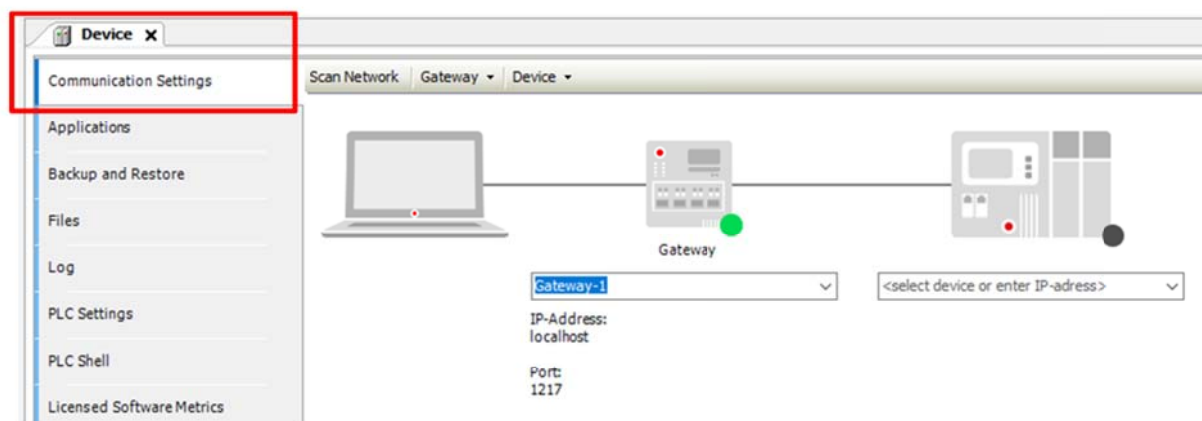 Device x
Communication Settings
Scan Network Gateway Device
Applications
Backup and Restore
Files
Log
PLC Settings
PLC Shell
Licensed Software Metrics
Gateway
Gateway-1
<select device or enter IP-adress>
IP-Address:
localhost
Port:
1217